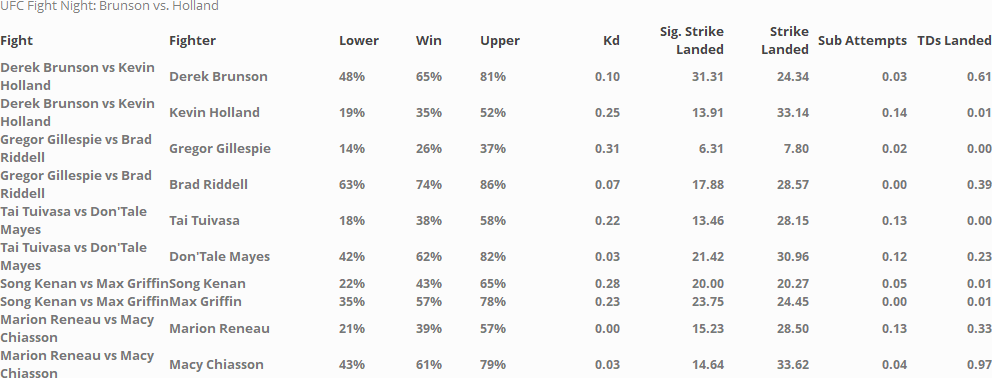 UFC Fight Night: Brunson vs. Holland
Fight Fighter Lower Win Upper Kd Sig. Strike Landed Strike Landed Sub Attempts TDs Landed
Derek Brunson vs Kevin Holland Derek Brunson 48% 65% 81% 0.10 31.31 24.34 0.03 0.61
Derek Brunson vs Kevin Holland Kevin Holland 19% 35% 52% 0.25 13.91 33.14 0.14 0.01
Gregor Gillespie vs Brad Riddell Gregor Gillespie 14% 26% 37% 0.31 6.31 7.80 0.02 0.00
Gregor Gillespie vs Brad Riddell Brad Riddell 63% 74% 86% 0.07 17.88 28.57 0.00 0.39
Tai Tuivasa vs Don'Tale Mayes Tai Tuivasa 18% 38% 58% 0.22 13.46 28.15 0.13 0.00
Tai Tuivasa vs Don'Tale Mayes Don'Tale Mayes 42% 62% 82% 0.03 21.42 30.96 0.12 0.23
Song Kenan vs Max Griffin Song Kenan 22% 43% 65% 0.28 20.00 20.27 0.05 0.01
Song Kenan vs Max Griffin Max Griffin 35% 57% 78% 0.23 23.75 24.45 0.00 0.01
Marion Reneau vs Macy Chiasson Marion Reneau 21% 39% 57% 0.00 15.23 28.50 0.13 0.33
Marion Reneau vs Macy Chiasson Macy Chiasson 43% 61% 79% 0.03 14.64 33.62 0.04 0.97